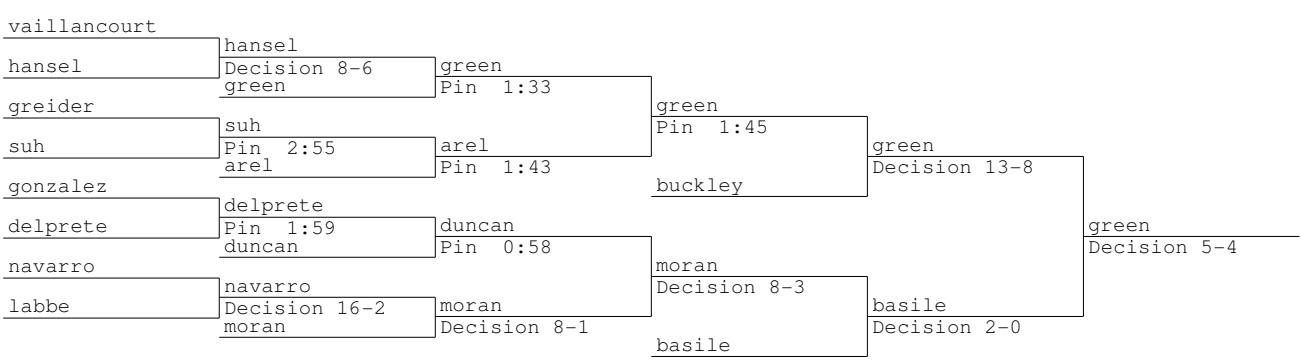 vaillancourt
hansel
hansel
Decision 8-6
green
green
Pin 1:33
greider
suh
suh
Pin 2:55
arel
arel
Pin 1:43
green
Pin 1:45
buckley
green
Decision 13-8
gonzalez
delprete
delprete
Pin 1:59
duncan
duncan
Pin 0:58
navarro
labbe
navarro
Decision 16-2
moran
moran
Decision 8-1
moran
Decision 8-3
basile
basile
Decision 2-0
green
Decision 5-4